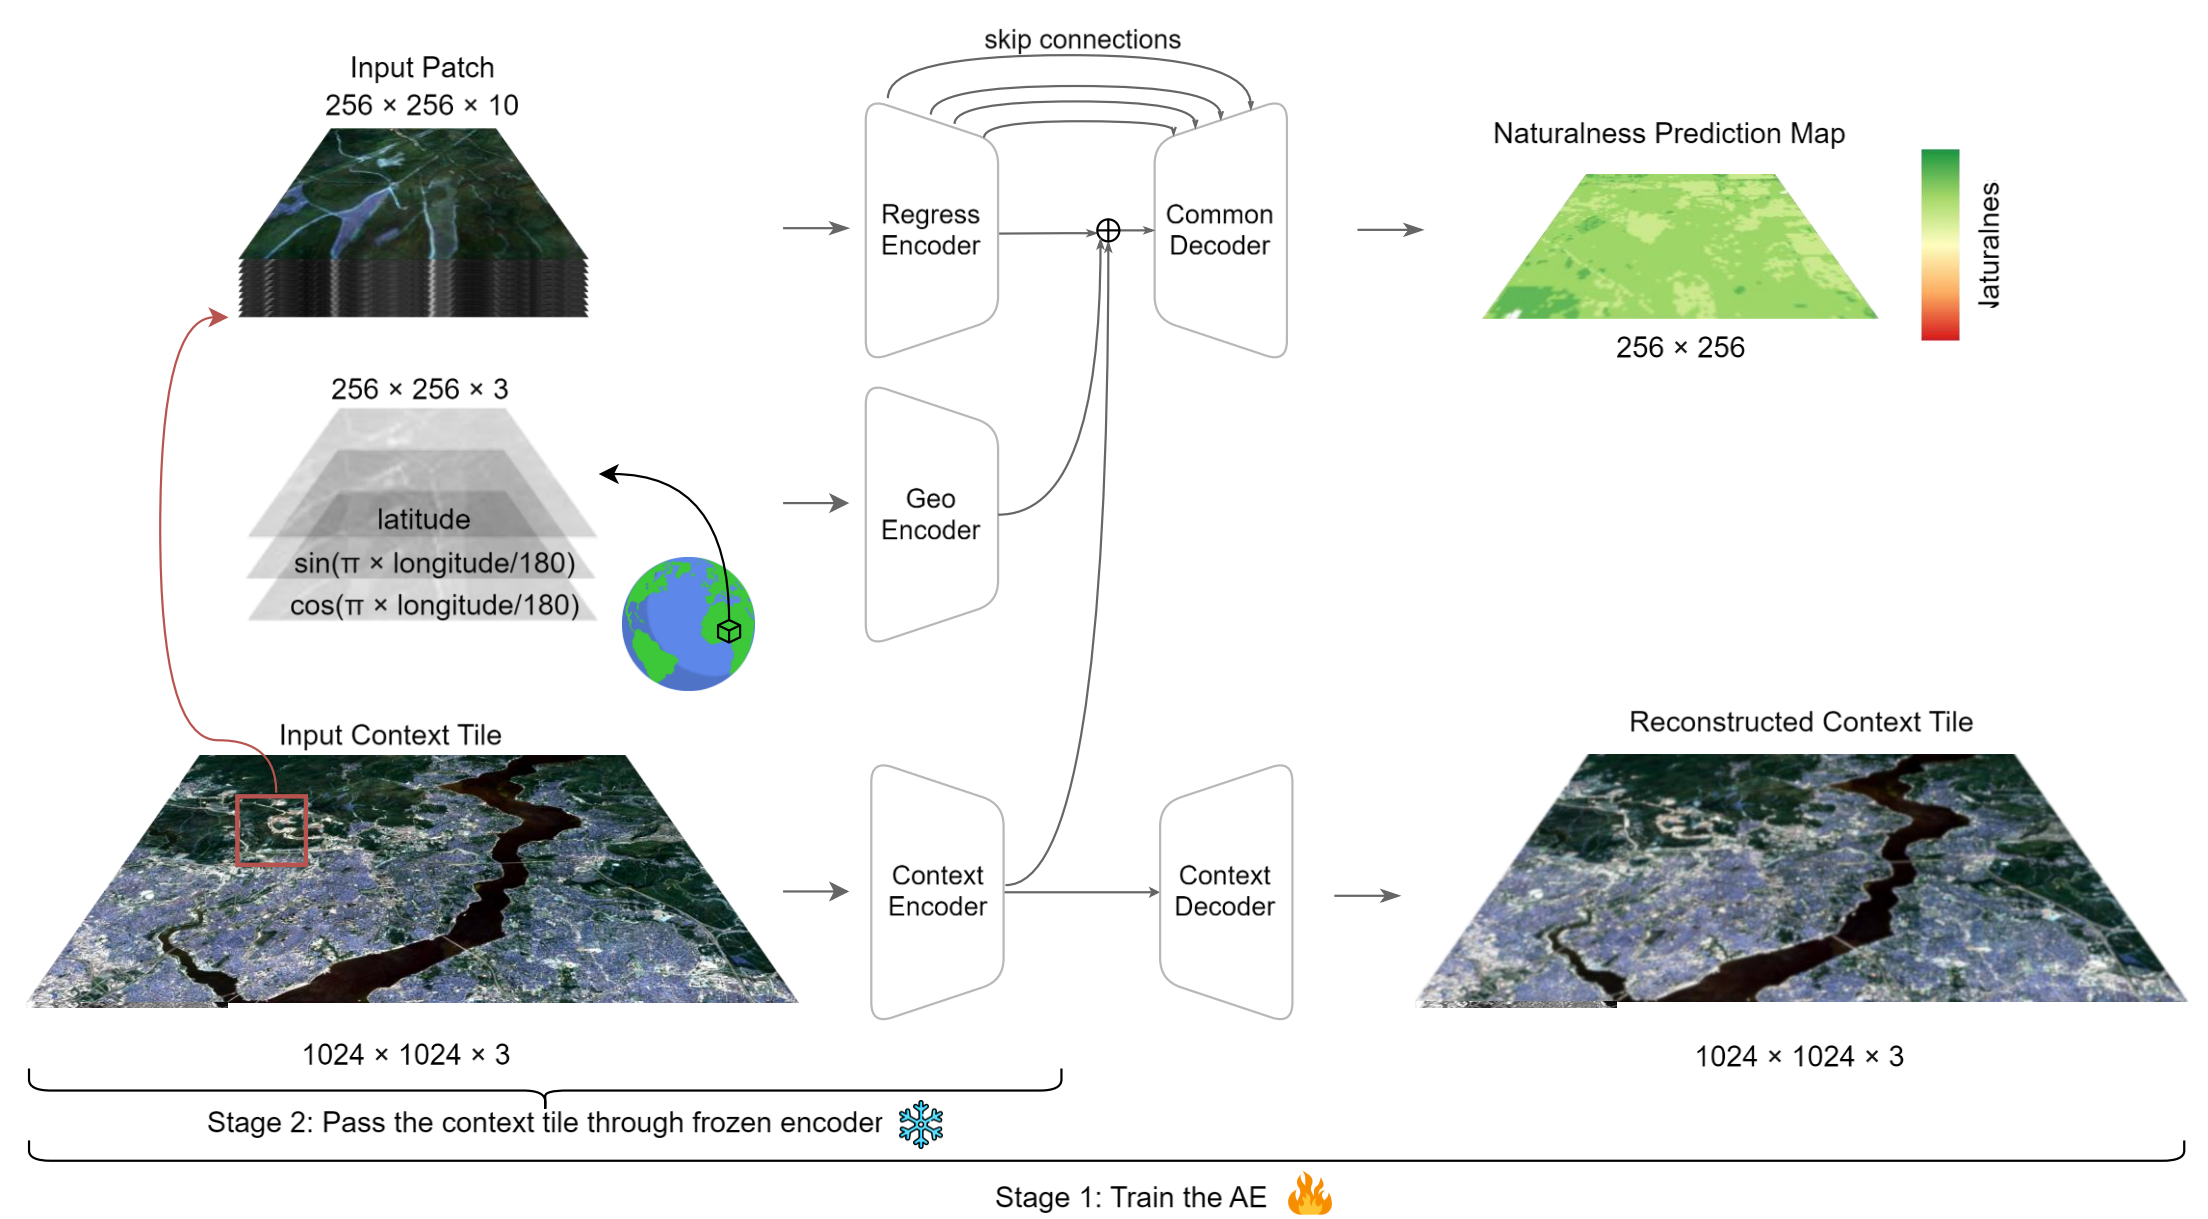 skip connections
Input Patch
256 × 256 × 10
Regress
Encoder
Common
Decoder
Naturalness Prediction Map
256 × 256
256 × 256 × 3
latitude
sin(π × longitude/180)
cos(π × longitude/180)
Geo
Encoder
Input Context Tile
Context
Encoder
Context
Decoder
Reconstructed Context Tile
1024 × 1024 × 3
1024 × 1024 × 3
Stage 2: Pass the context tile through frozen encoder
Stage 1: Train the AE